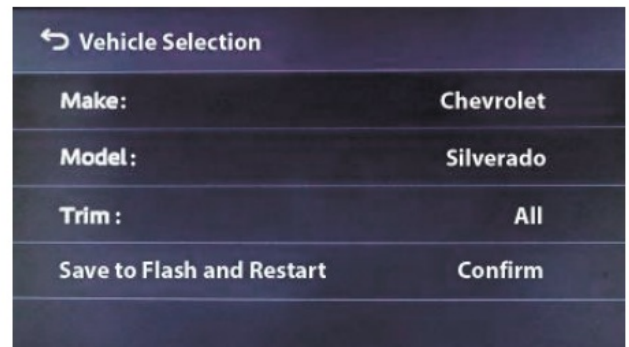 Vehicle Selection
Make: Chevrolet
Model: Silverado
Trim: All
Save to Flash and Restart Confirm